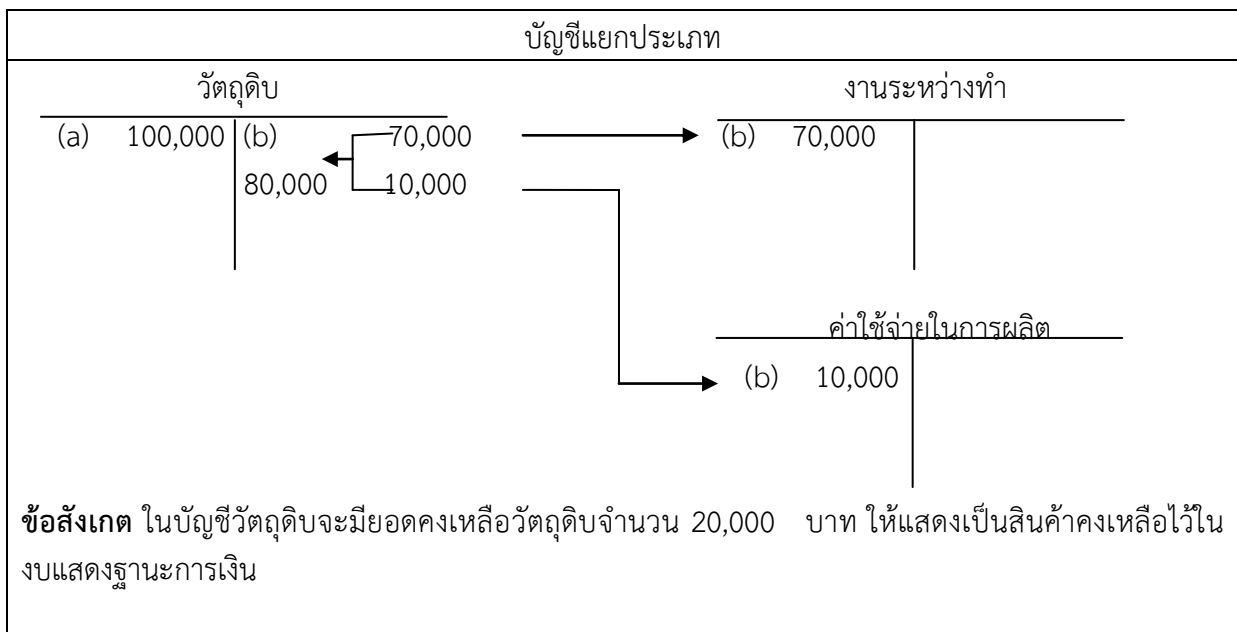 บัญชีแยกประเภท
วัตถุดิบ งานระหว่างทำ
(a) 100,000 (b) 70,000 (b) 70,000
80,000 10,000
ค่าใช้จ่ายในการผลิต
(b) 10,000
ข้อสังเกต ในบัญชีวัตถุดิบจะมียอดคงเหลือวัตถุดิบจำนวน 20,000 บาท ให้แสดงเป็นสินค้าคงเหลือไว้ใน
งบแสดงฐานะการเงิน